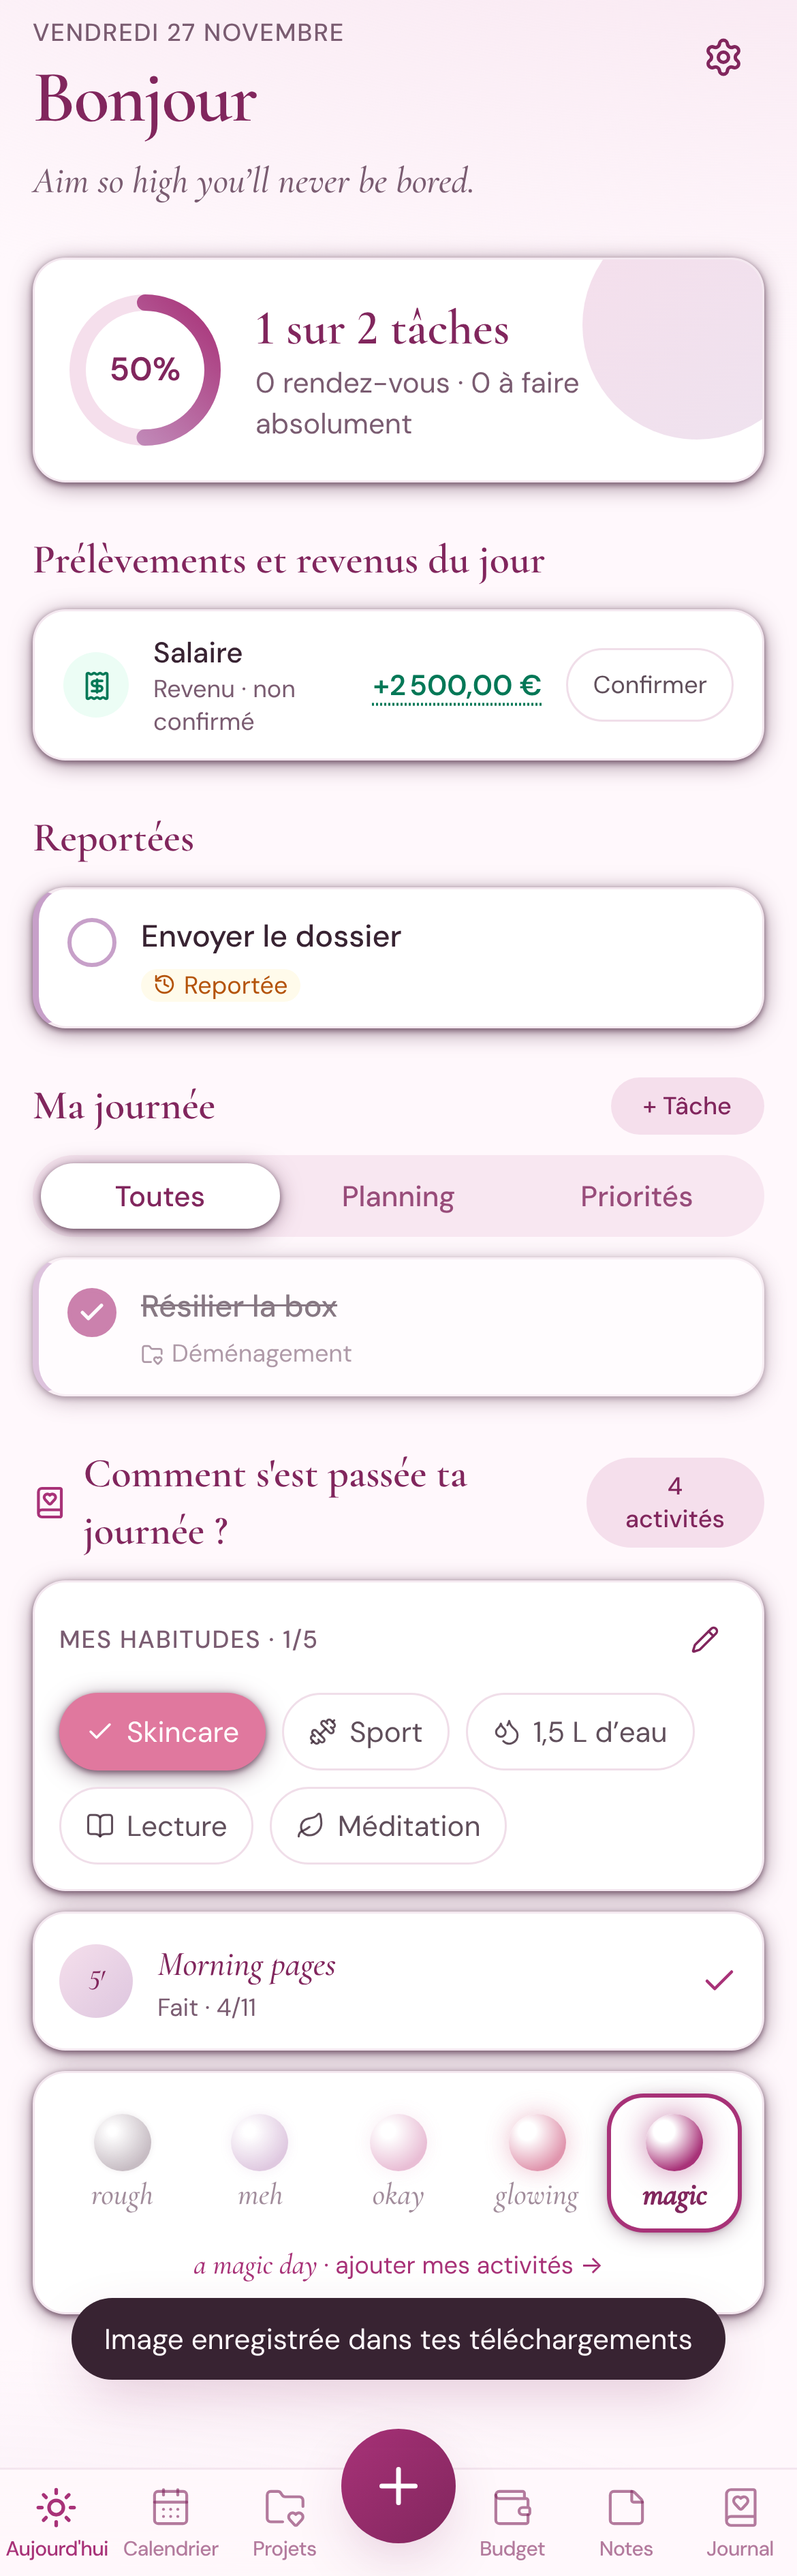 VENDREDI 27 NOVEMBRE
Bonjour
Aim so high you’ll never be bored.
50%
1 sur 2 tâches
0 rendez-vous · 0 à faire
absolument
Prélèvements et revenus du jour
Salaire
Revenu · non
confirmé
+2 500,00 €
Confirmer
Reportées
Envoyer le dossier
Reportée
Ma journée
+ Tâche
Toutes
Planning
Priorités
Résilier la box
Déménagement
Comment s'est passée ta
journée ?
4
activités
MES HABITUDES · 1/5
Skincare
Sport
1,5 L d’eau
Lecture
Méditation
5'
Morning pages
Fait · 4/11
rough
meh
okay
glowing
magic
a magic day · ajouter mes activités →
Image enregistrée dans tes téléchargements
Aujourd'hui
Calendrier
Projets
Budget
Notes
Journal